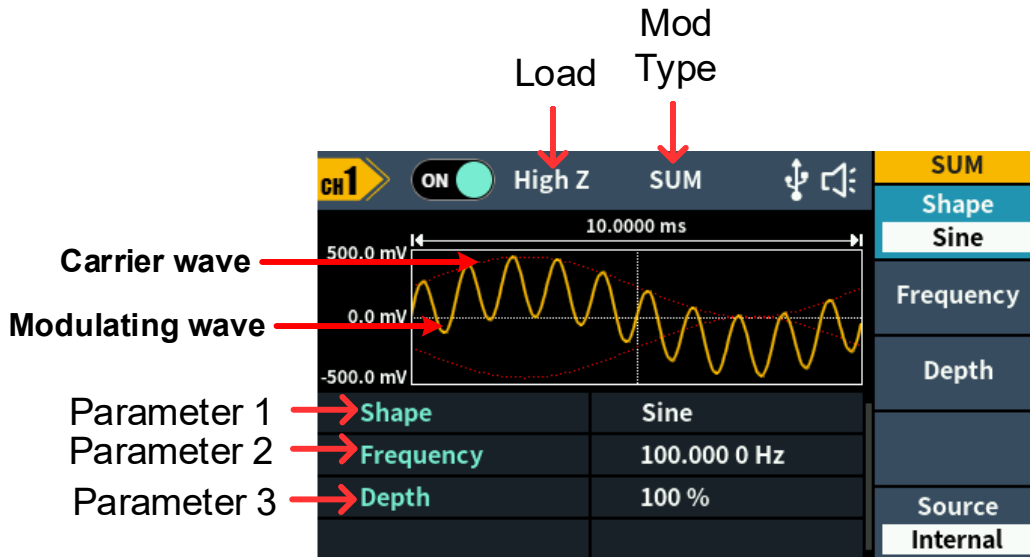 Mod
Load Type
CH1 ON High Z SUM
SUM
Shape
Sine
10.0000 ms
500.0 mV
Carrier wave
Frequency
Modulating wave
0.0 mV
-500.0 mV
Depth
Parameter 1 Shape Sine
Parameter 2 Frequency 100.000 0 Hz
Parameter 3 Depth 100 %
Source
Internal